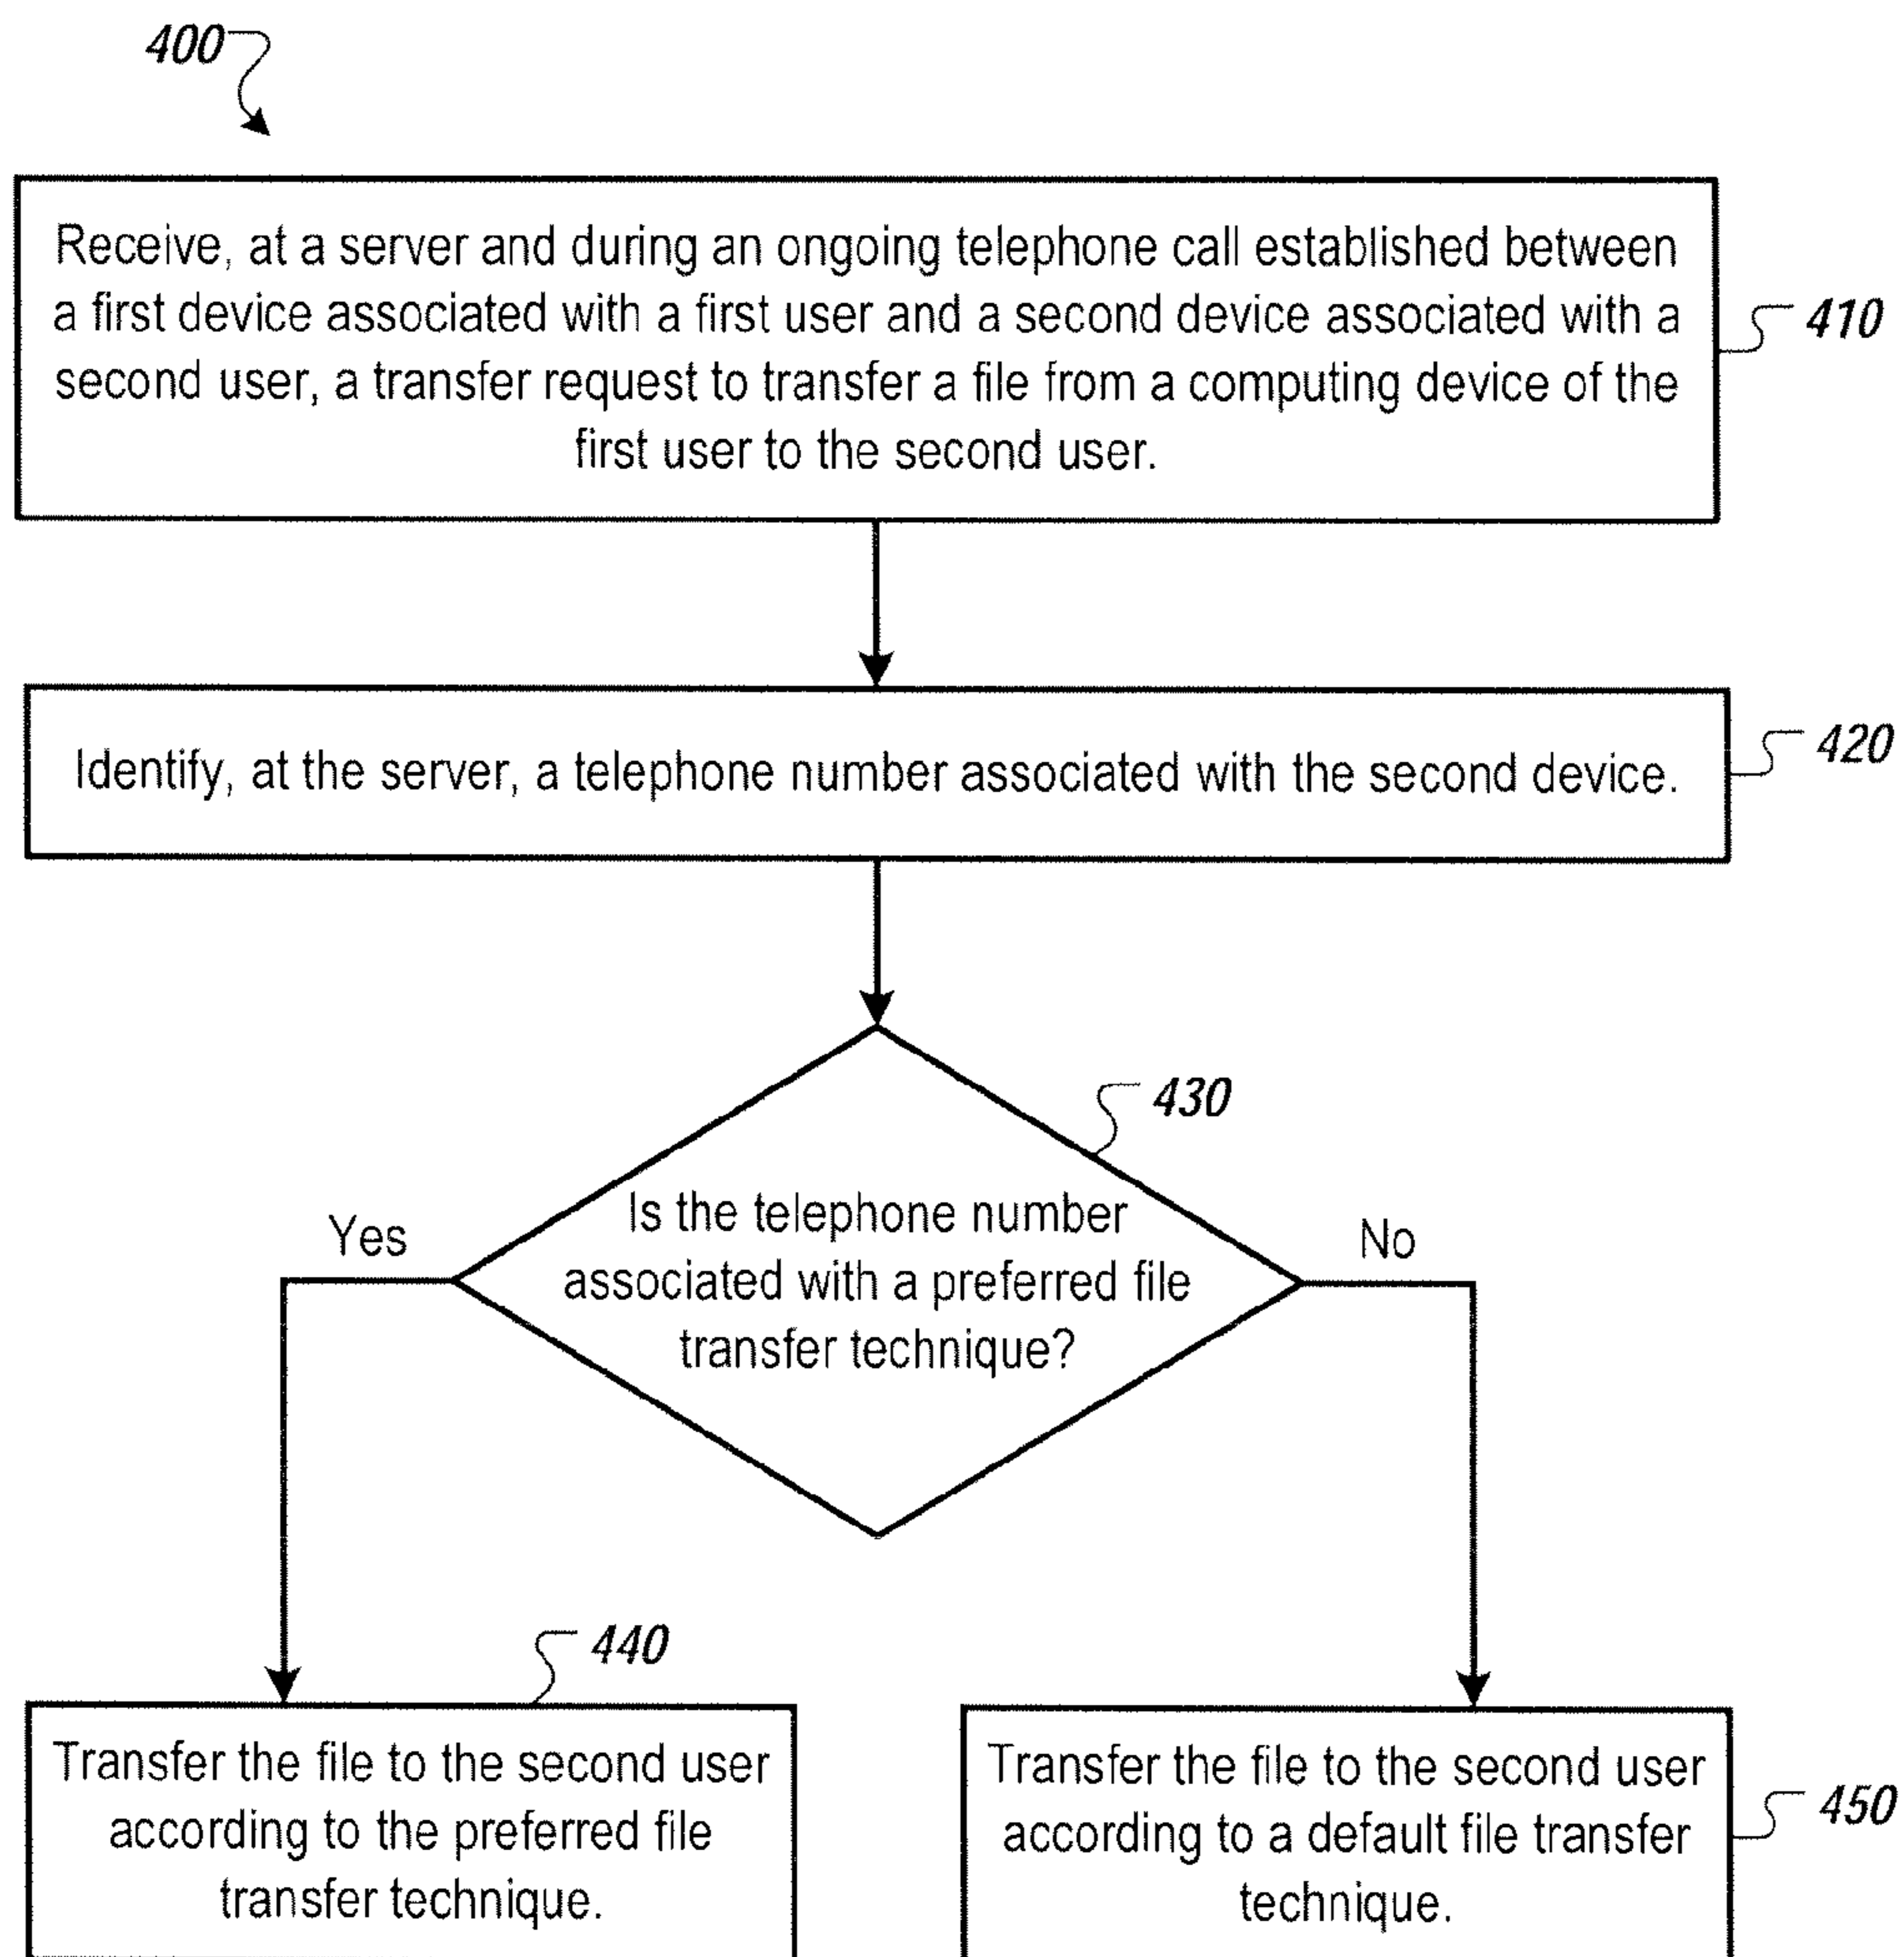 400
Receive, at a server and during an ongoing telephone call established between
a first device associated with a first user and a second device associated with a
second user, a transfer request to transfer a file from a computing device of the
first user to the second user.
410
Identify, at the server, a telephone number associated with the second device.
420
430
Is the telephone number
associated with a preferred file
transfer technique?
Yes
No
440
Transfer the file to the second user
according to the preferred file
transfer technique.
Transfer the file to the second user
according to a default file transfer
technique.
450